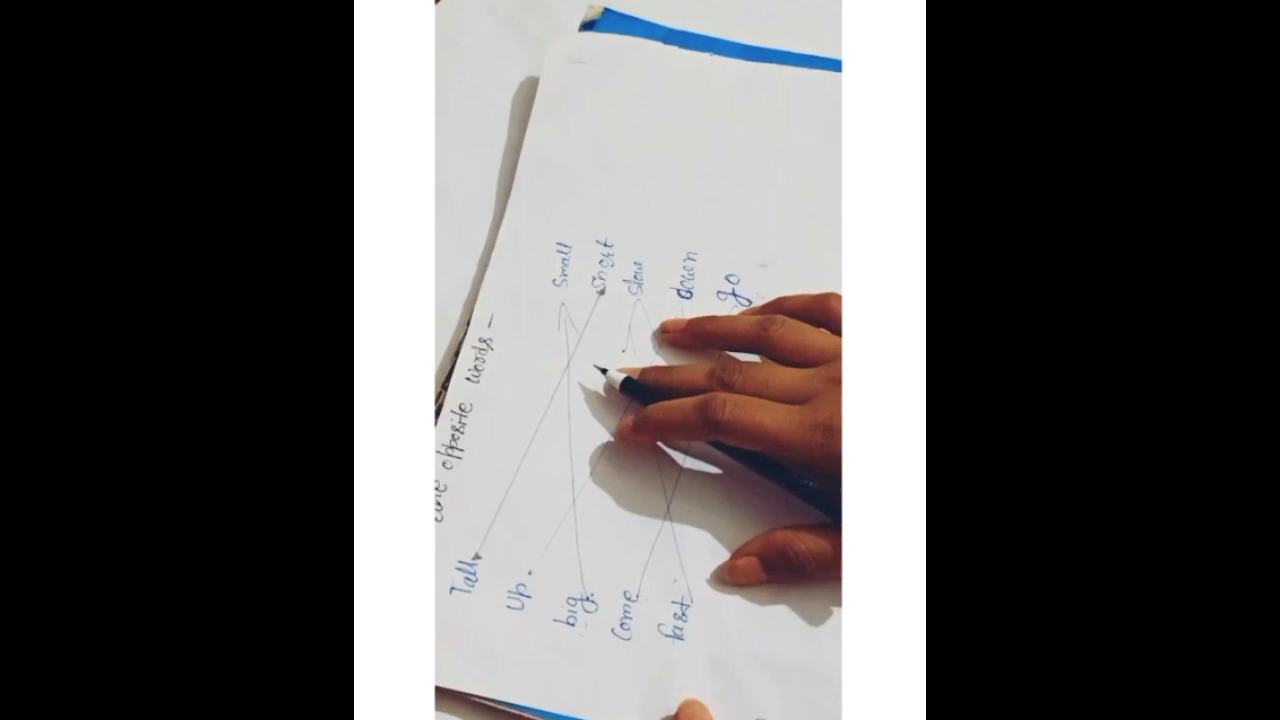 opposite words -
Tall Small
Up Short
big slow
Come down
fast go